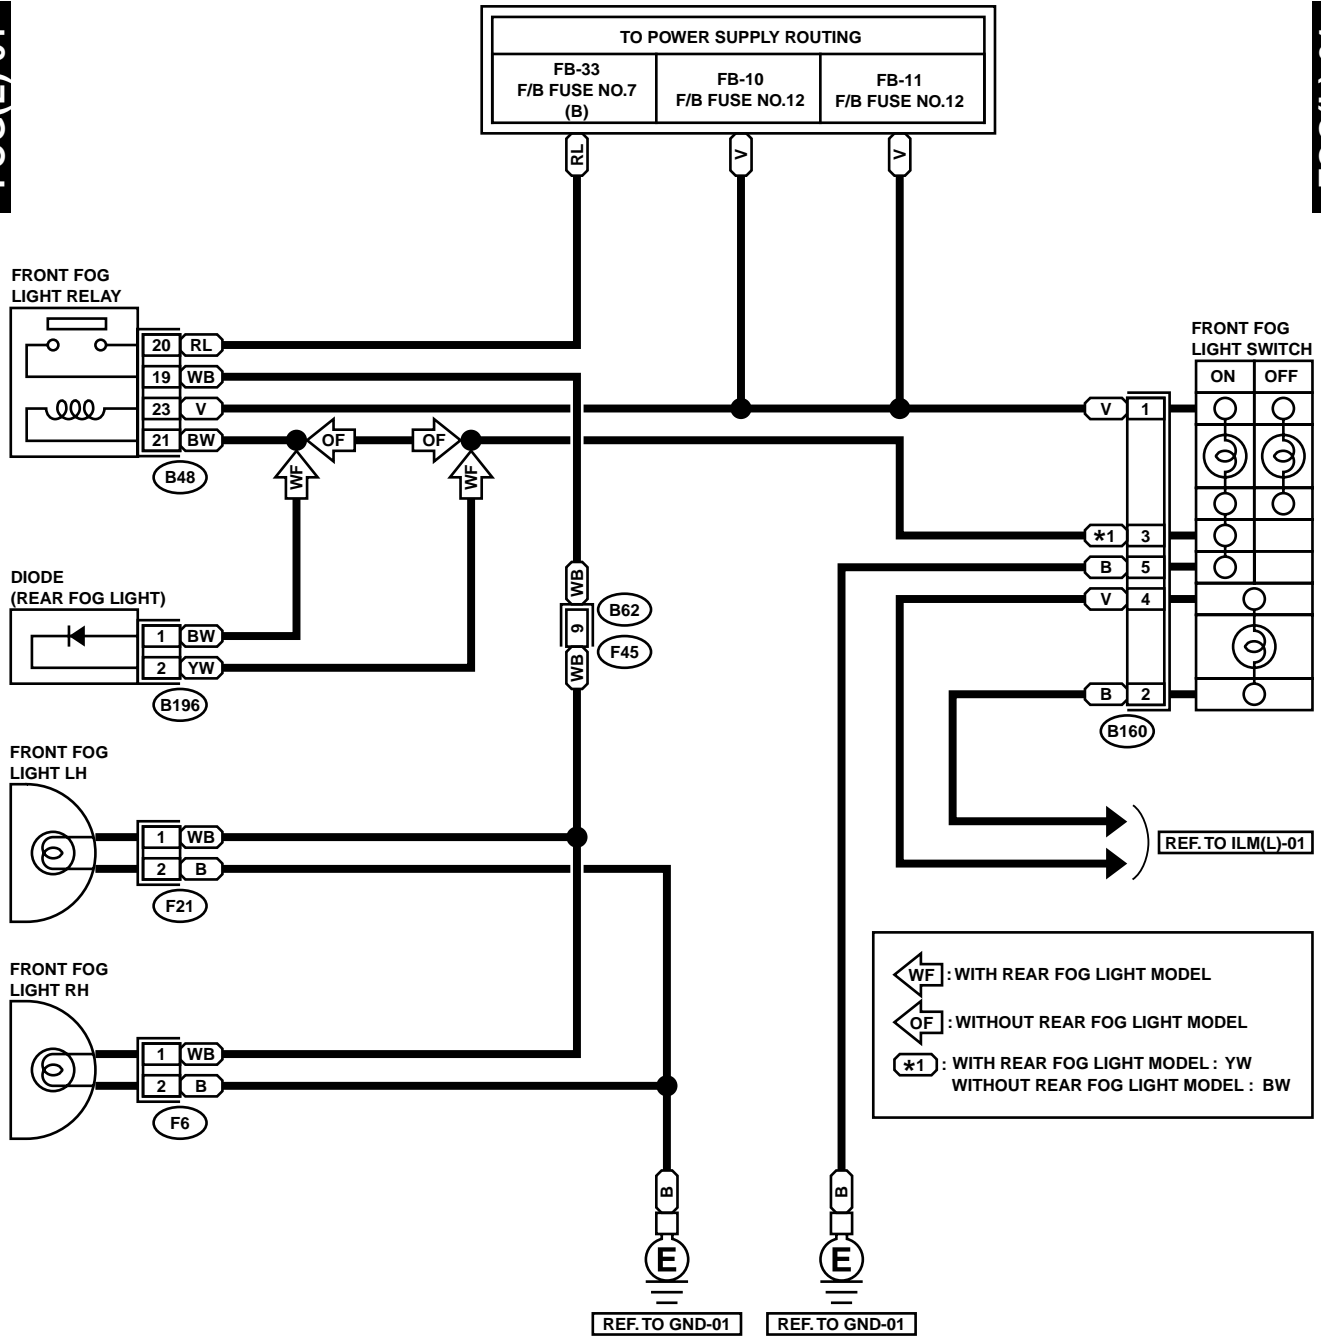 TO POWER SUPPLY ROUTING
FB-33
F/B FUSE NO.7
(B)
FB-10
F/B FUSE NO.12
FB-11
F/B FUSE NO.12
RL
V
V
FRONT FOG
LIGHT RELAY
20 RL
19 WB
23 V
21 BW
B48
OF
OF
WF
WF
FRONT FOG
LIGHT SWITCH
ON OFF
V 1
*1 3
B 5
V 4
B 2
B160
DIODE
(REAR FOG LIGHT)
1 BW
2 YW
B196
WB
9
WB
B62
F45
FRONT FOG
LIGHT LH
1 WB
2 B
F21
REF. TO ILM(L)-01
FRONT FOG
LIGHT RH
1 WB
2 B
F6
WF : WITH REAR FOG LIGHT MODEL
OF : WITHOUT REAR FOG LIGHT MODEL
*1 : WITH REAR FOG LIGHT MODEL : YW
WITHOUT REAR FOG LIGHT MODEL : BW
B
B
E
E
REF. TO GND-01
REF. TO GND-01